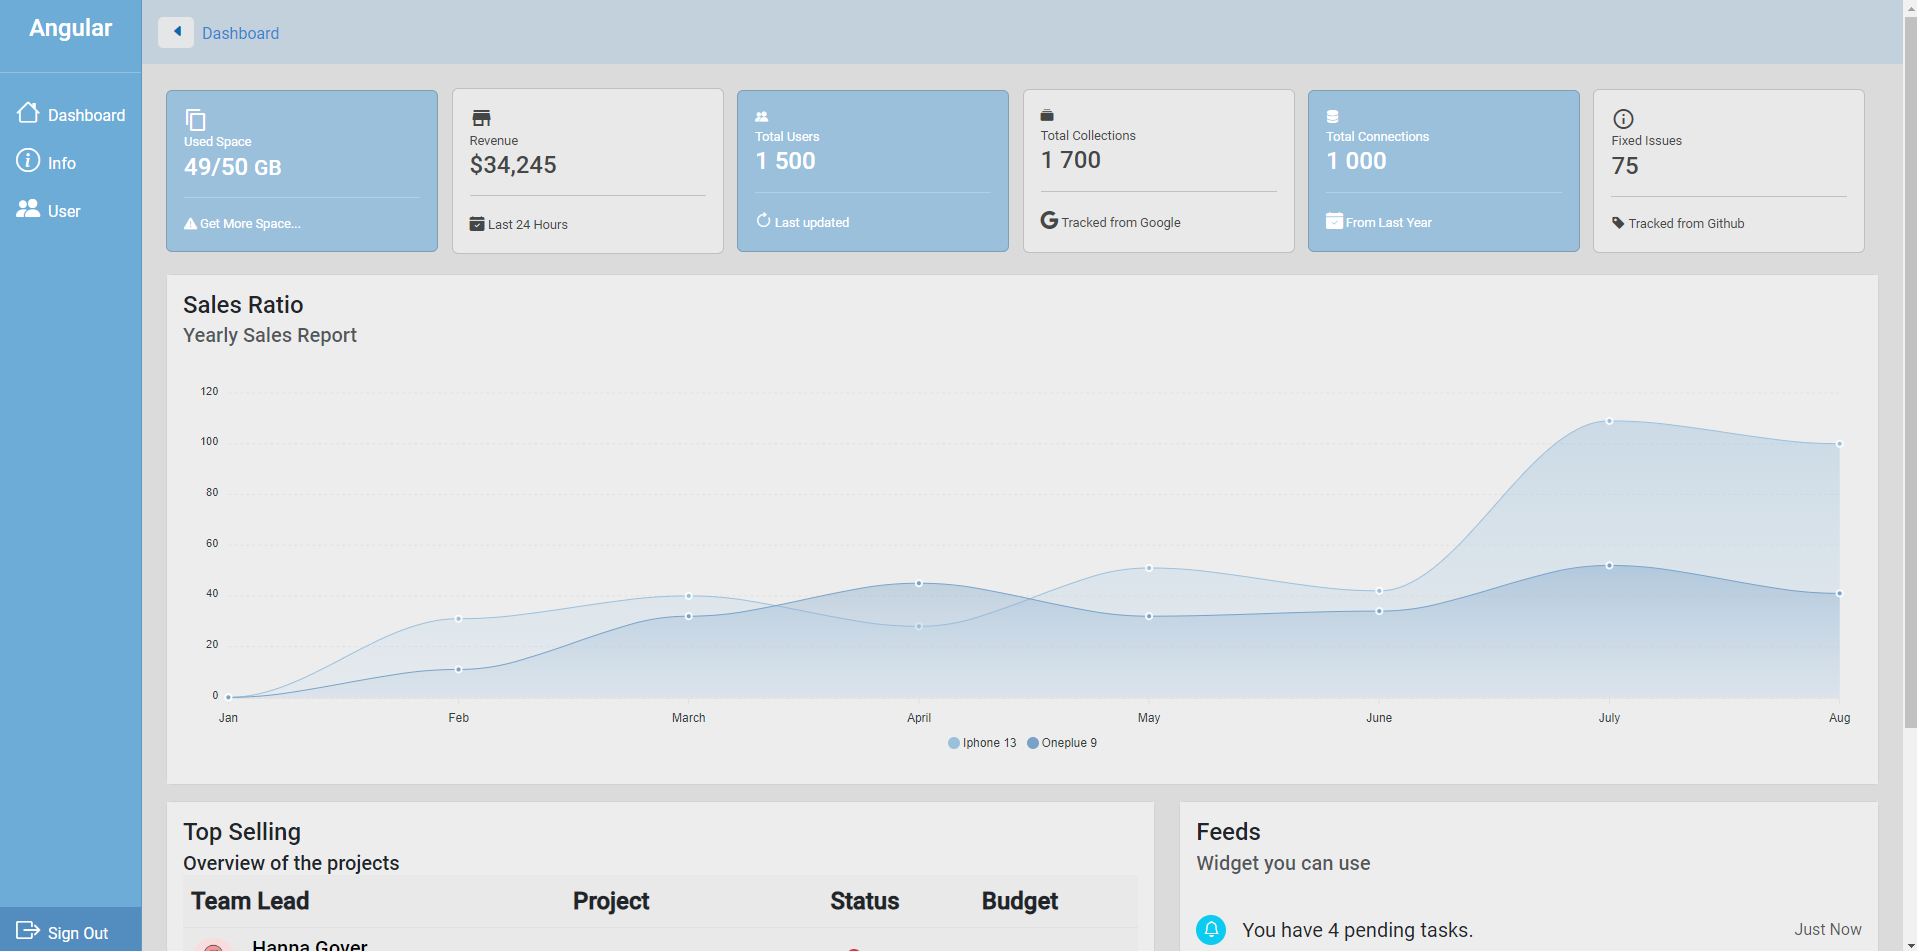 Angular
Dashboard
Info
User
Sign Out
Dashboard
Used Space
49/50 GB
Get More Space...
Revenue
$34,245
Last 24 Hours
Total Users
1 500
Last updated
Total Collections
1 700
Tracked from Google
Total Connections
1 000
From Last Year
Fixed Issues
75
Tracked from Github
Sales Ratio
Yearly Sales Report
120
100
80
60
40
20
0
Jan Feb March April May June July Aug
Iphone 13 Oneplue 9
Top Selling
Overview of the projects
Team Lead Project Status Budget
Hanna Gover
Feeds
Widget you can use
You have 4 pending tasks. Just Now